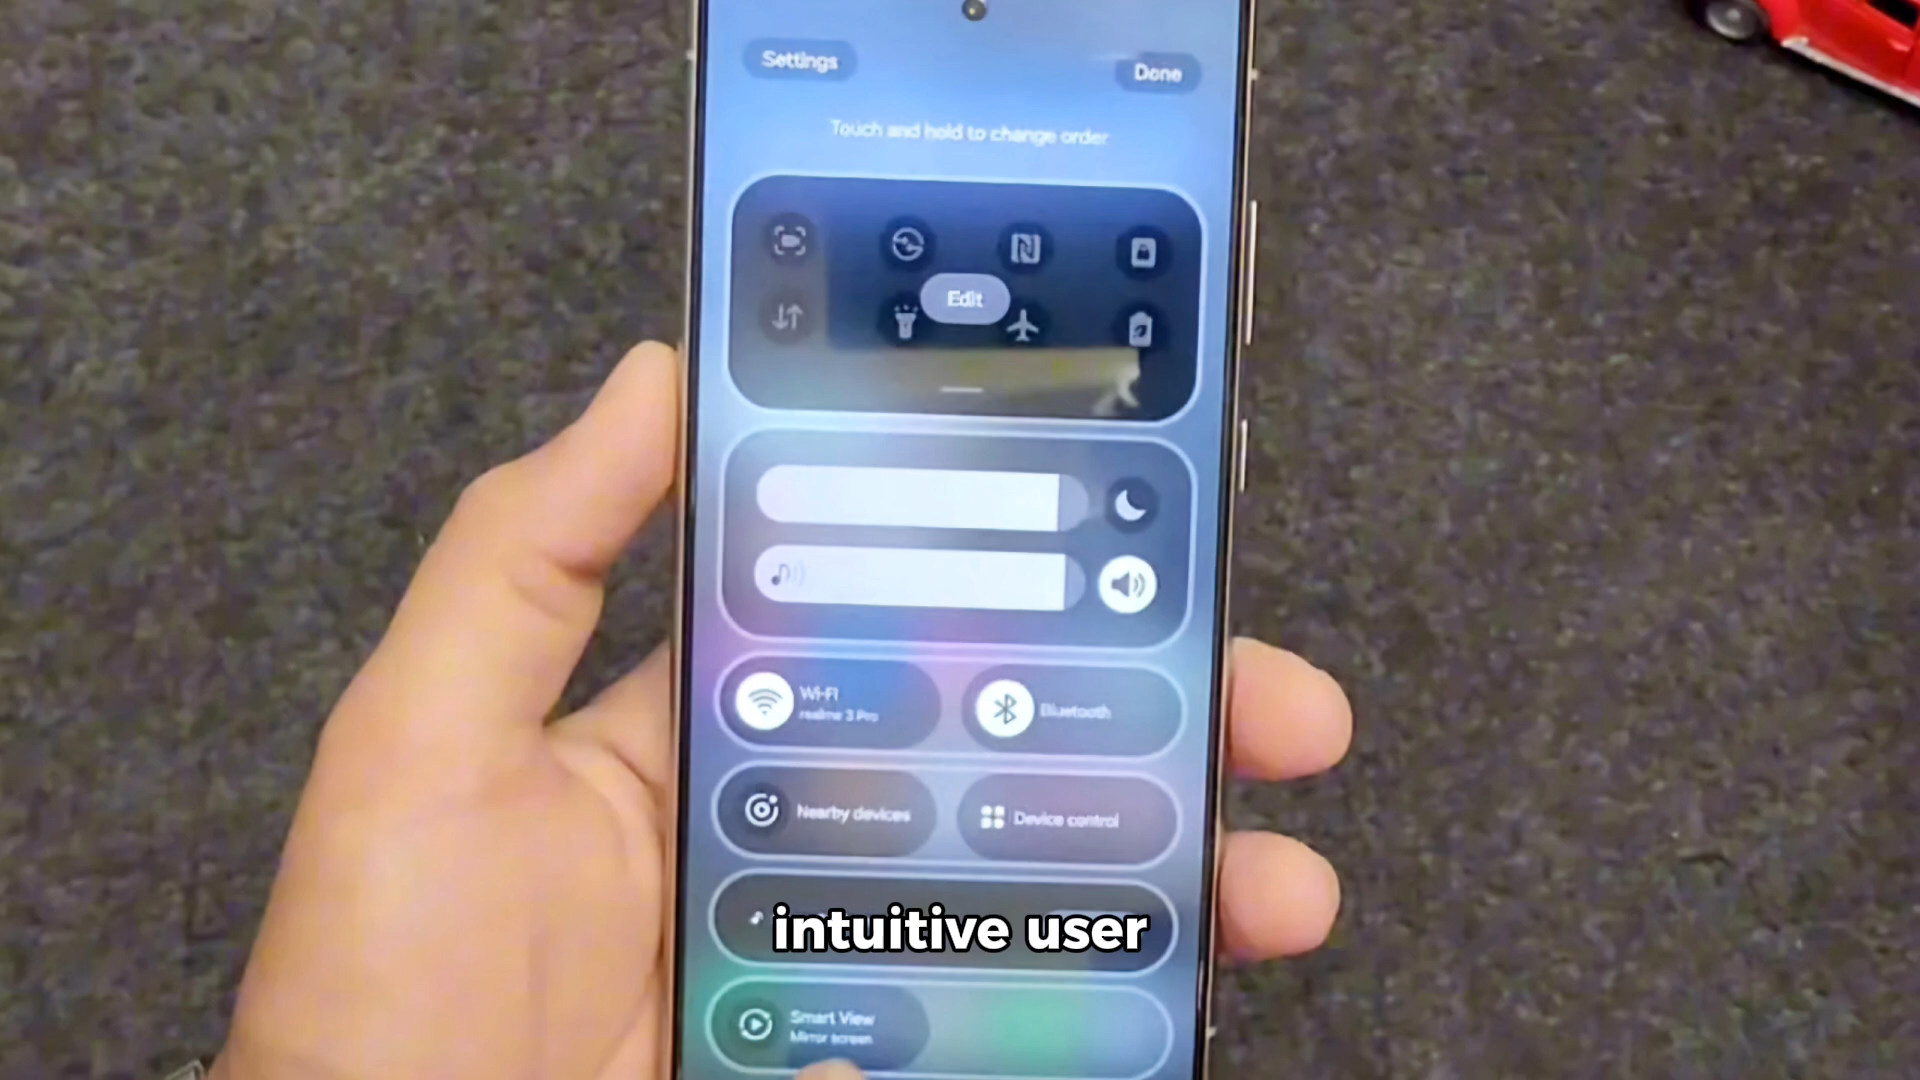 Settings
Done
Touch and hold to change order
Edit
Wi-Fi
realme 3 Pro
Bluetooth
Nearby devices
Device control
intuitive user
Smart View
Mirror screen